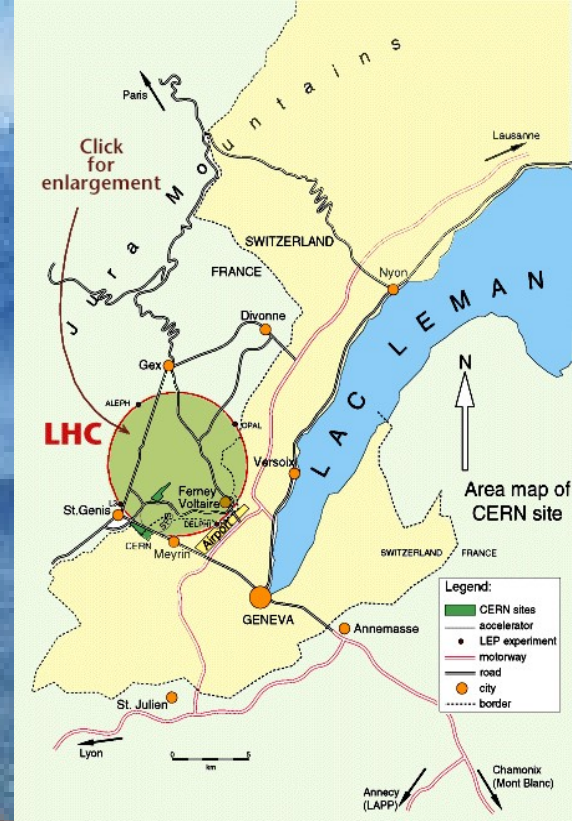 Paris
Jura Mountains
Lausanne
Click
for
enlargement
SWITZERLAND
FRANCE
Nyon
Divonne
LAC LEMAN
Gex
N
ALEPH
OPAL
LHC
Versoix
Area map of
CERN site
Ferney
Voltaire
L3
St.Genis
SPS
DELPHI
Airport
CERN
Meyrin
SWITZERLAND
FRANCE
GENEVA
Annemasse
Legend:
CERN sites
accelerator
LEP experiment
motorway
road
city
border
St. Julien
Lyon
0
5
km
Chamonix
(Mont Blanc)
Annecy
(LAPP)